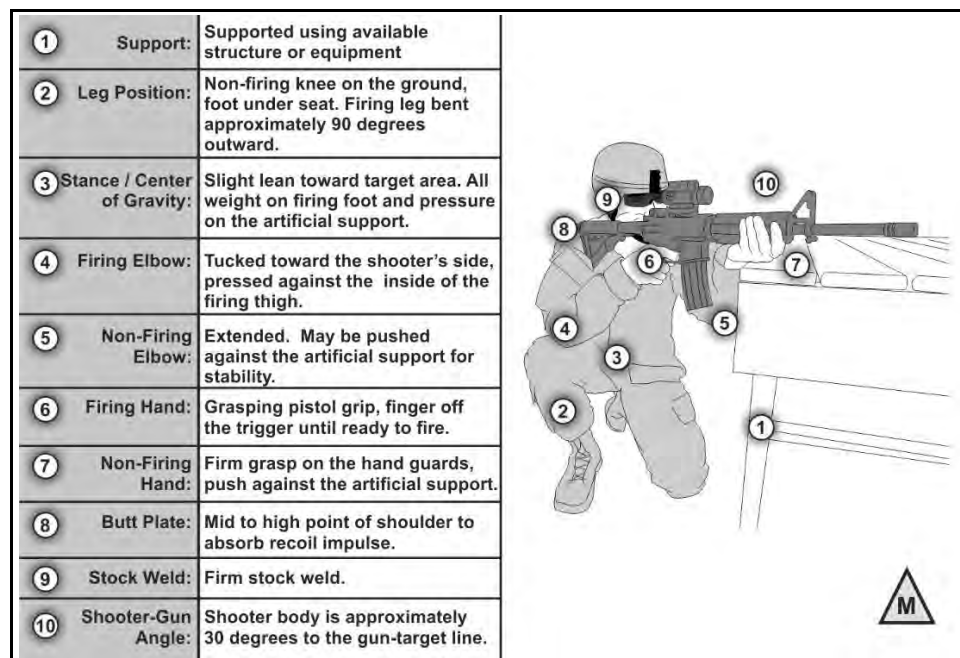 1 Support: Supported using available
structure or equipment
2 Leg Position: Non-firing knee on the ground,
foot under seat. Firing leg bent
approximately 90 degrees
outward.
3 Stance / Center
of Gravity: Slight lean toward target area. All
weight on firing foot and pressure
on the artificial support.
4 Firing Elbow: Tucked toward the shooter's side,
pressed against the inside of the
firing thigh.
5 Non-Firing
Elbow: Extended. May be pushed
against the artificial support for
stability.
6 Firing Hand: Grasping pistol grip, finger off
the trigger until ready to fire.
7 Non-Firing
Hand: Firm grasp on the hand guards,
push against the artificial support.
8 Butt Plate: Mid to high point of shoulder to
absorb recoil impulse.
9 Stock Weld: Firm stock weld.
10 Shooter-Gun
Angle: Shooter body is approximately
30 degrees to the gun-target line.
10
9
8
6
7
4
5
3
2
1
M